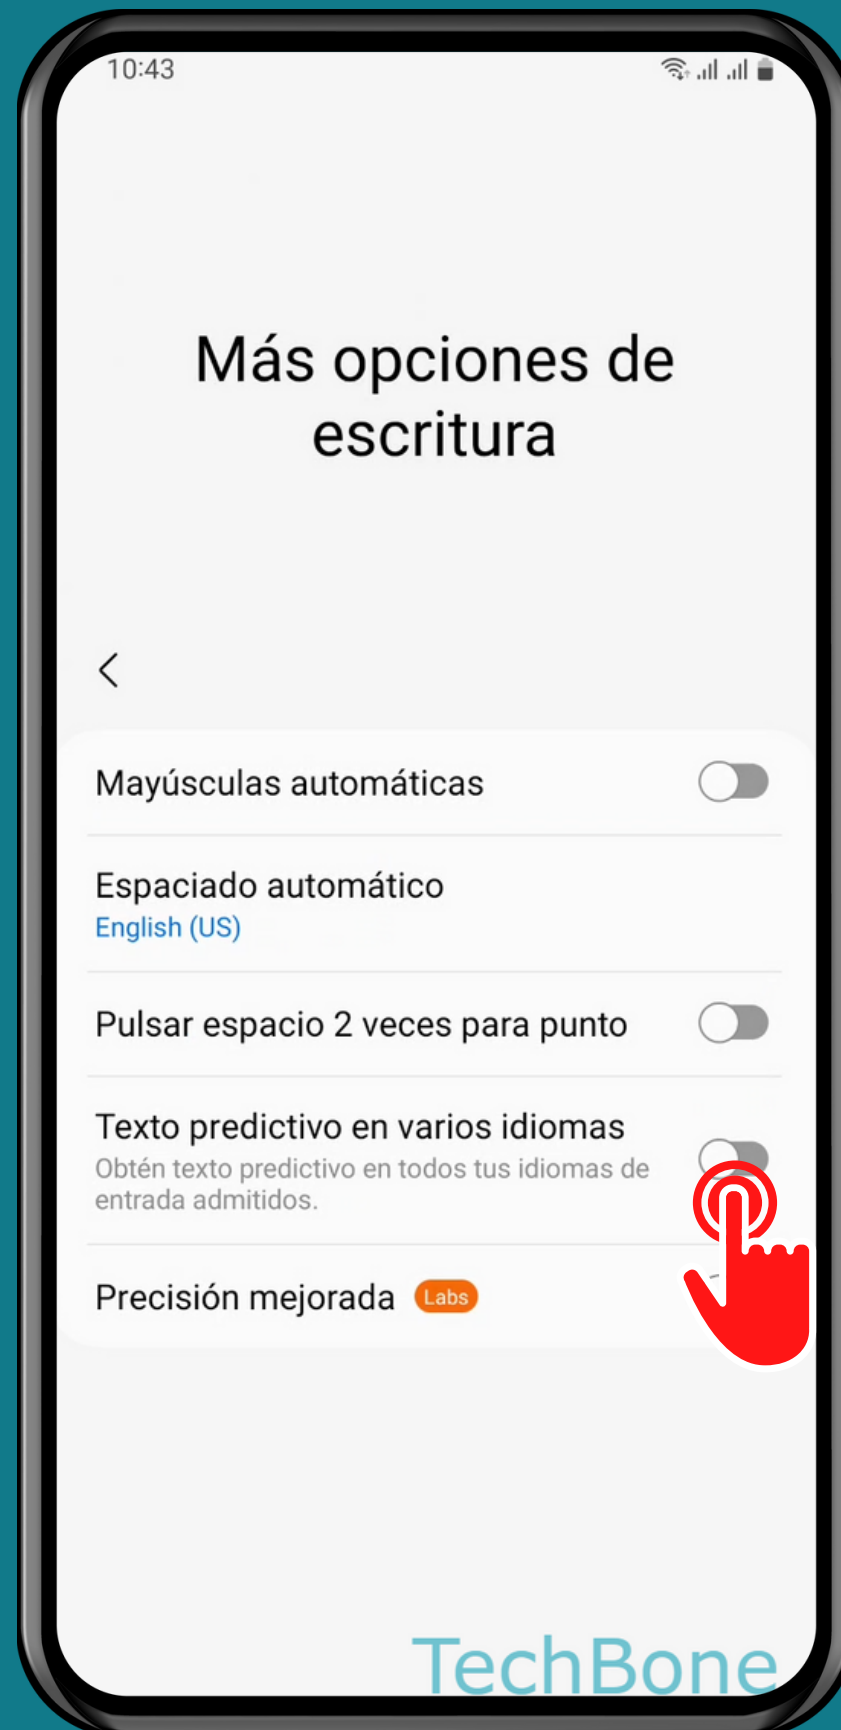 10:43
Más opciones de
escritura
Mayúsculas automáticas
Espaciado automático
English (US)
Pulsar espacio 2 veces para punto
Texto predictivo en varios idiomas
Obtén texto predictivo en todos tus idiomas de
entrada admitidos.
Precisión mejorada Labs
TechBone